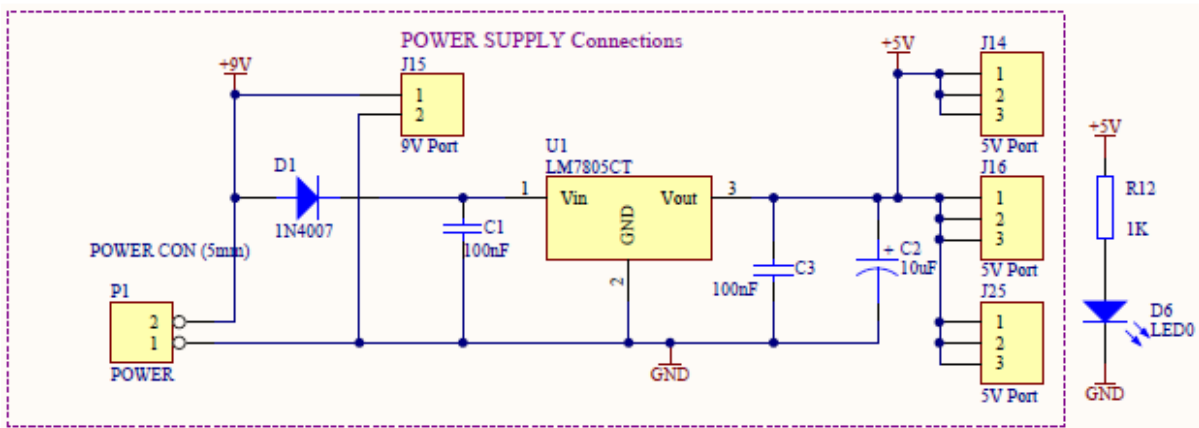 POWER SUPPLY Connections
+9V
J15
1
2
9V Port
+5V
J14
1
2
3
5V Port
D1
1N4007
U1
LM7805CT
1
Vin
Vout
3
GND
2
C1
100nF
C3
100nF
+ C2
10uF
J16
1
2
3
5V Port
J25
1
2
3
5V Port
POWER CON (5mm)
P1
2
1
POWER
GND
+5V
R12
1K
D6
LED0
GND